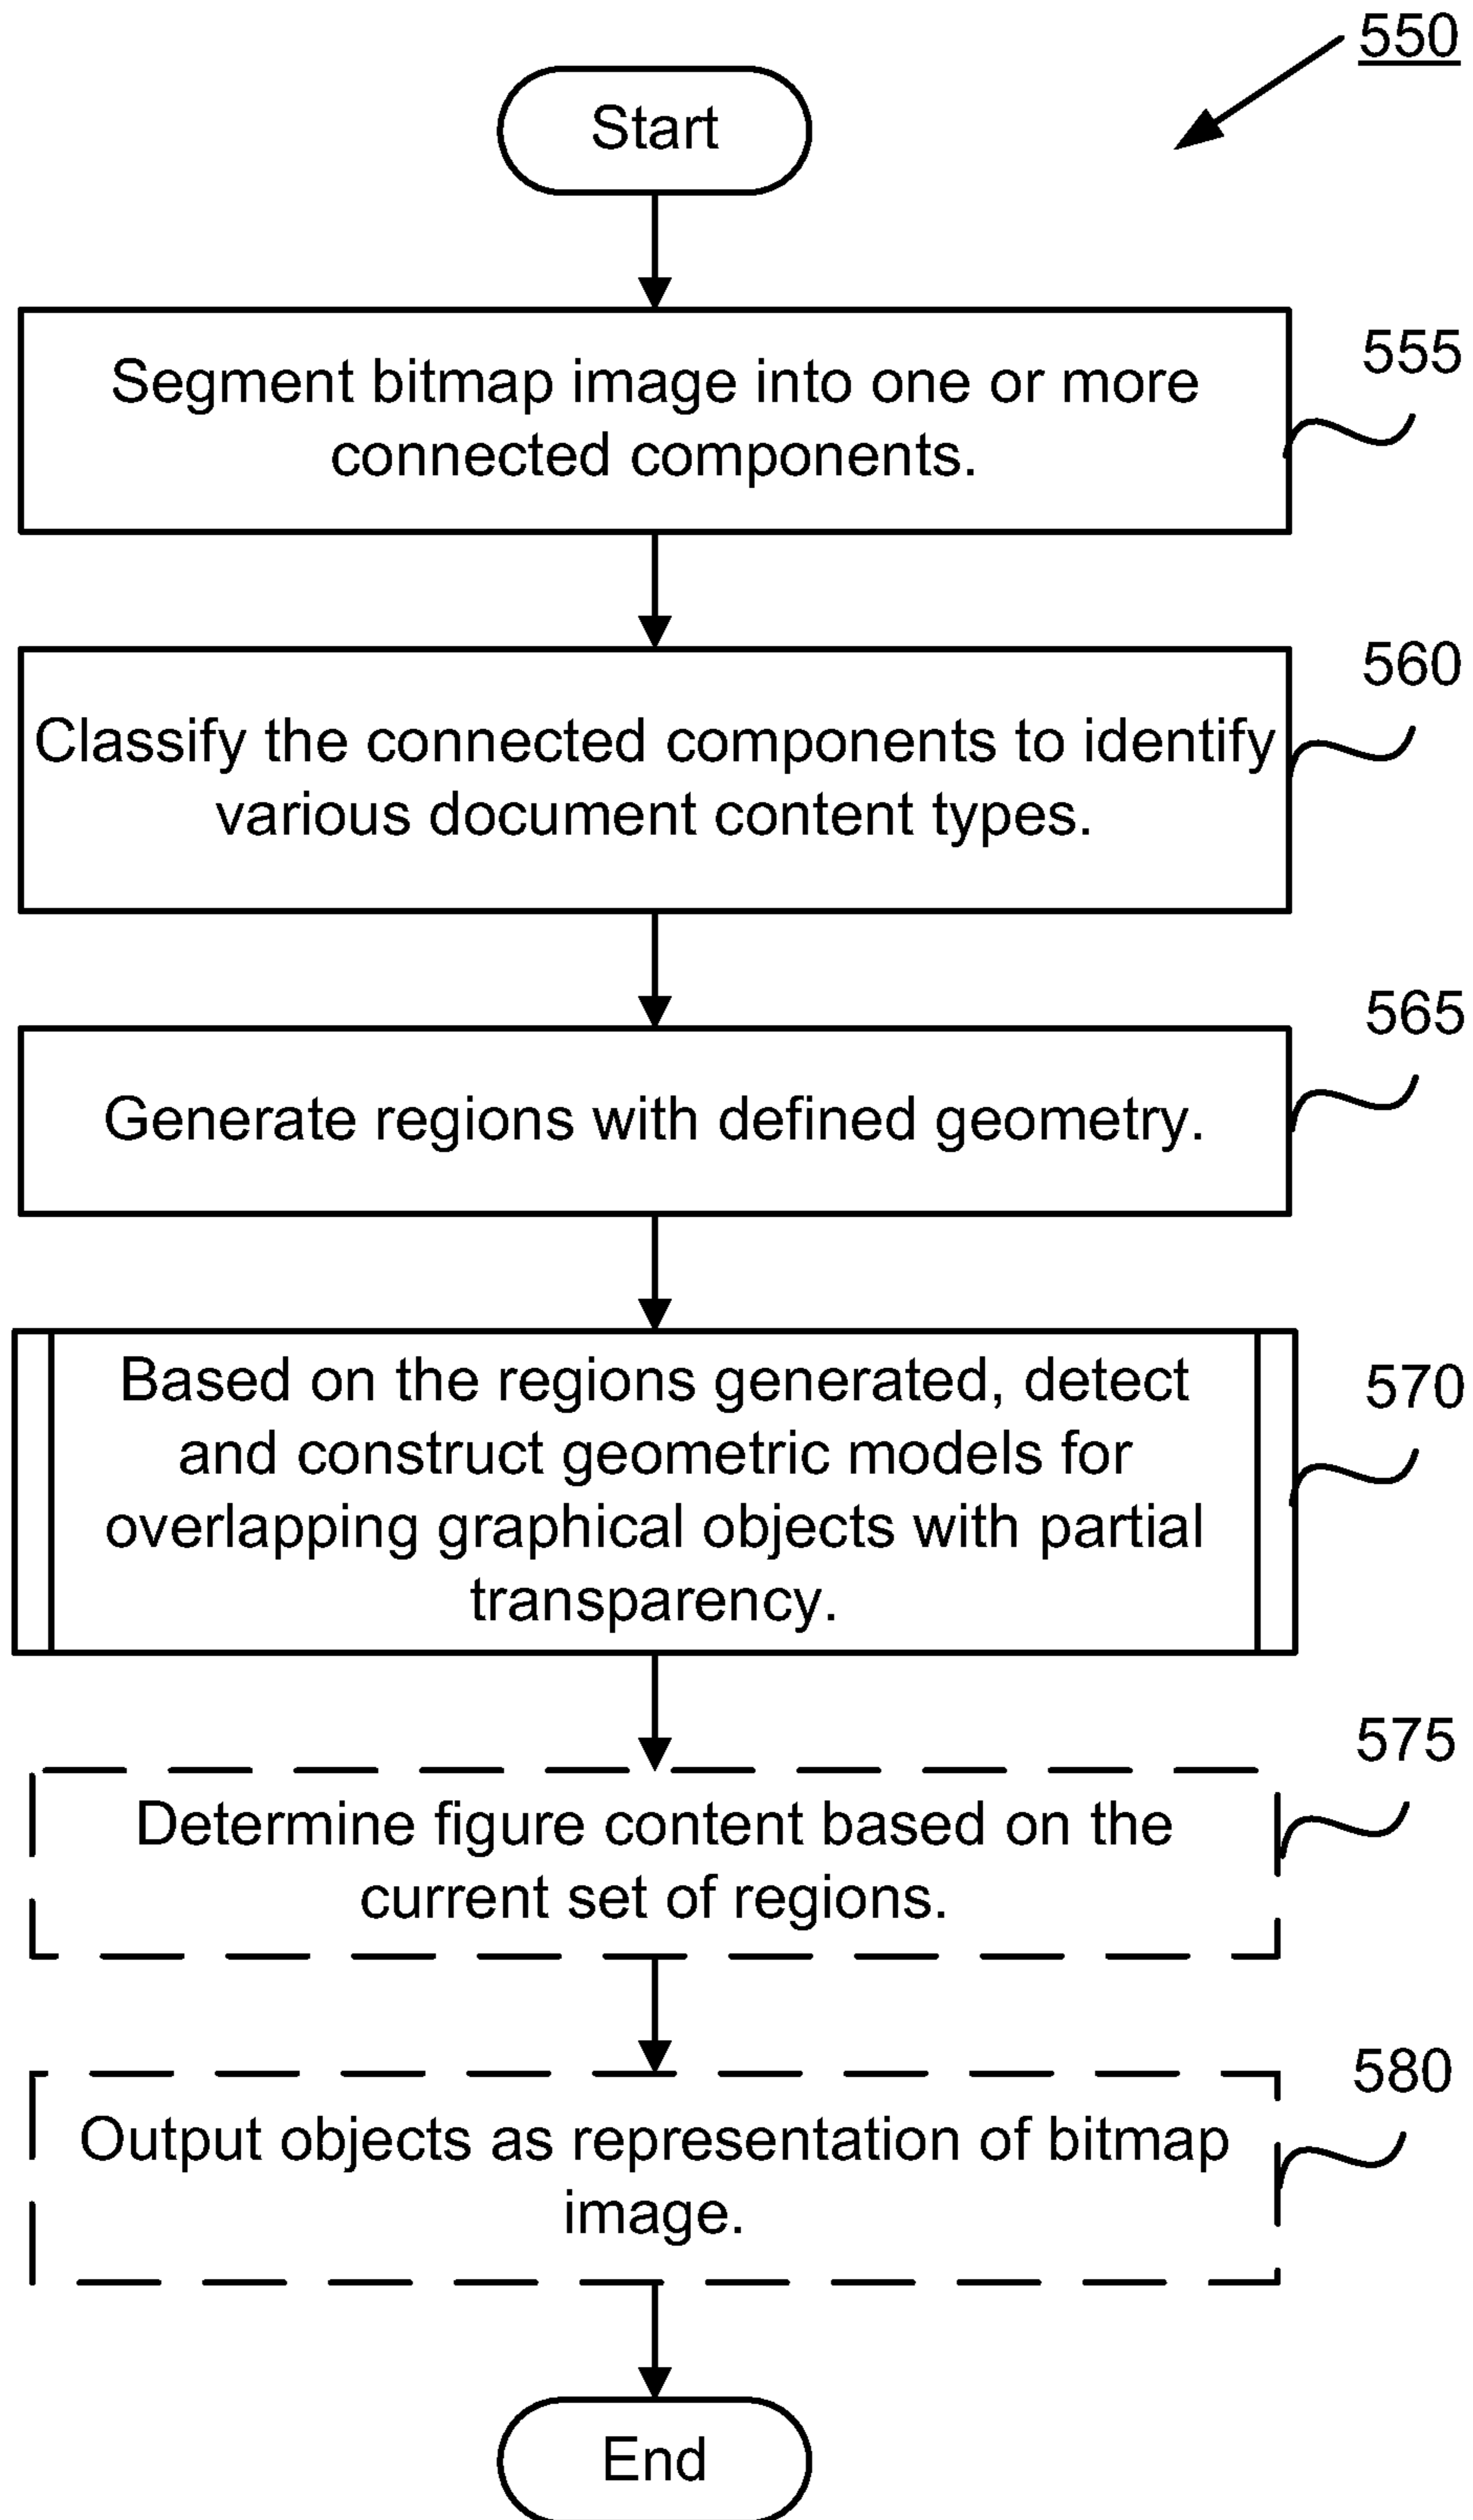 550
Start
Segment bitmap image into one or more
connected components.
555
Classify the connected components to identify
various document content types.
560
Generate regions with defined geometry.
565
Based on the regions generated, detect
and construct geometric models for
overlapping graphical objects with partial
transparency.
570
Determine figure content based on the
current set of regions.
575
Output objects as representation of bitmap
image.
580
End